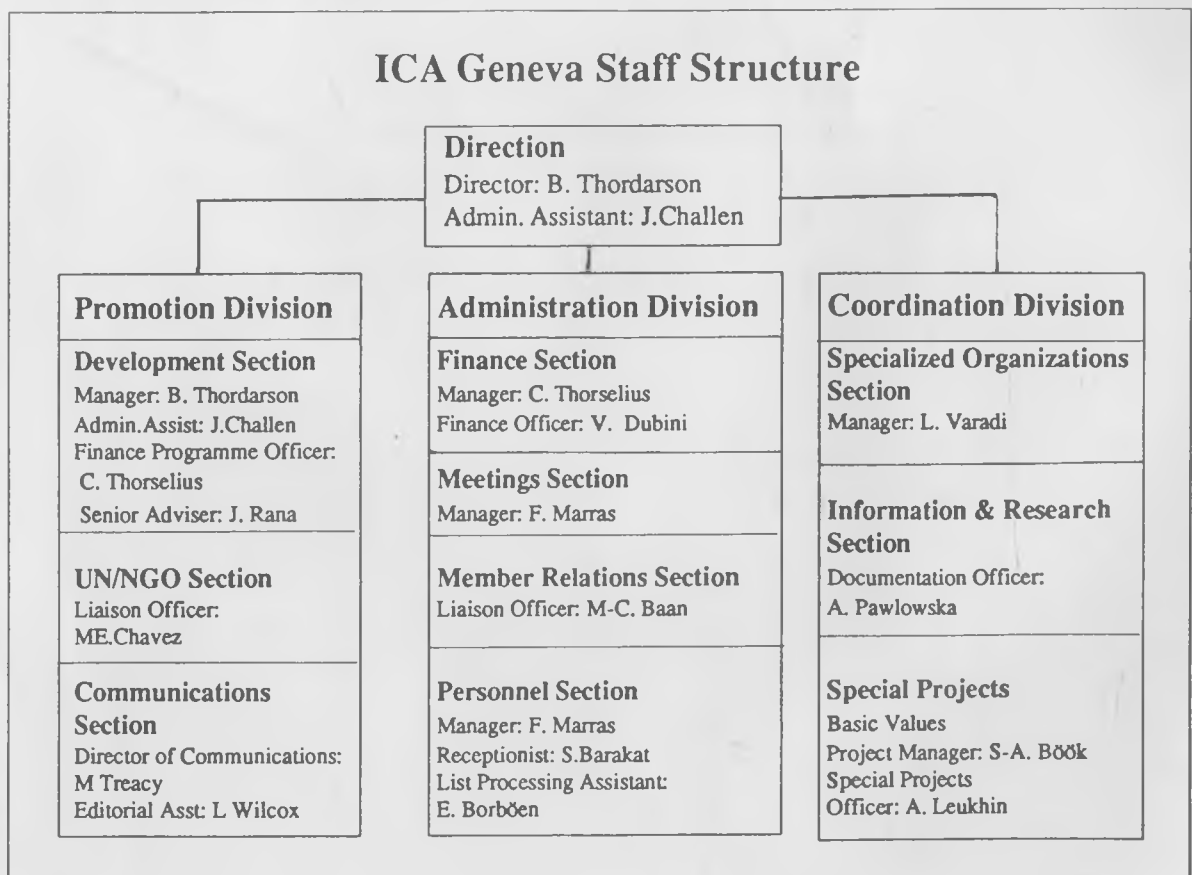 ICA Geneva Staff Structure
Direction
Director: B. Thordarson
Admin. Assistant: J.Challen
Promotion Division
Development Section
Manager: B. Thordarson
Admin.Assist: J.Challen
Finance Programme Officer:
C. Thorselius
Senior Adviser: J. Rana
UN/NGO Section
Liaison Officer:
ME.Chavez
Communications
Section
Director of Communications:
M Treacy
Editorial Asst: L Wilcox
Administration Division
Finance Section
Manager: C. Thorselius
Finance Officer: V. Dubini
Meetings Section
Manager: F. Marras
Member Relations Section
Liaison Officer: M-C. Baan
Personnel Section
Manager: F. Marras
Receptionist: S.Barakat
List Processing Assistant:
E. Borböen
Coordination Division
Specialized Organizations
Section
Manager: L. Varadi
Information & Research
Section
Documentation Officer:
A. Pawlowska
Special Projects
Basic Values
Project Manager: S-A. Böök
Special Projects
Officer: A. Leukhin